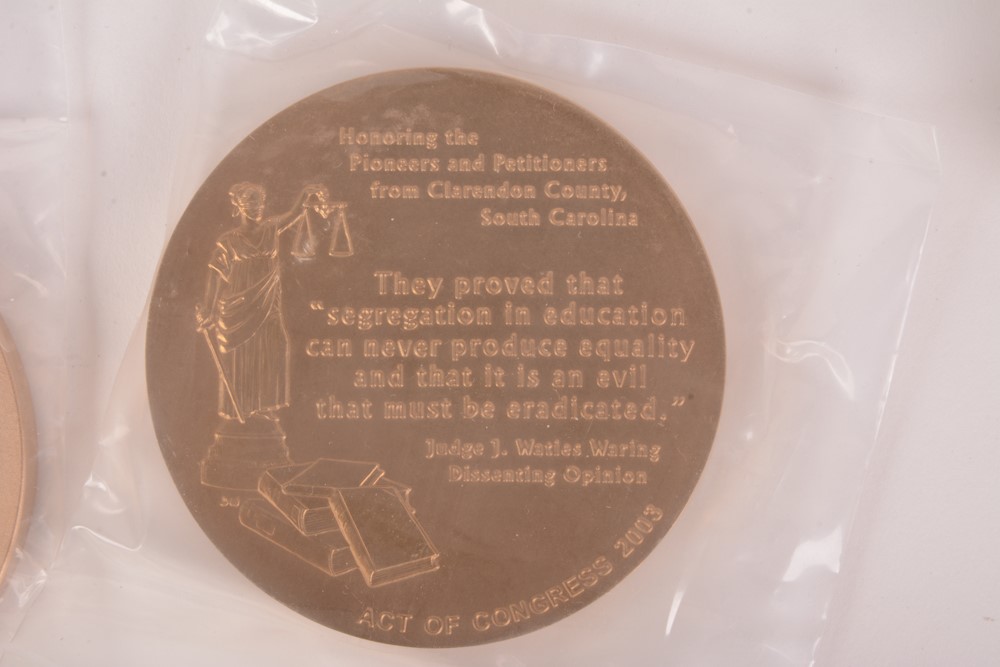 Honoring the
Pioneers and Petitioners
from Clarendon County,
South Carolina
They proved that
“segregation in education
can never produce equality
and that it is an evil
that must be eradicated.”
Judge J. Waties Waring
Dissenting Opinion
ACT OF CONGRESS 2003